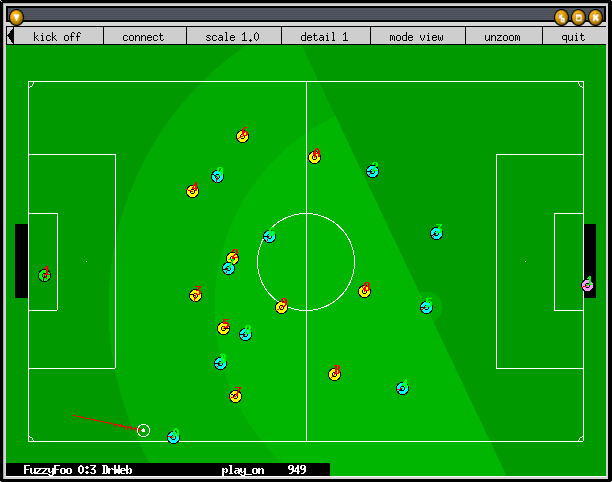 kick off connect scale 1.0 detail 1 mode view unzoom quit
FuzzyFoo 0:3 DrWeb play_on 949